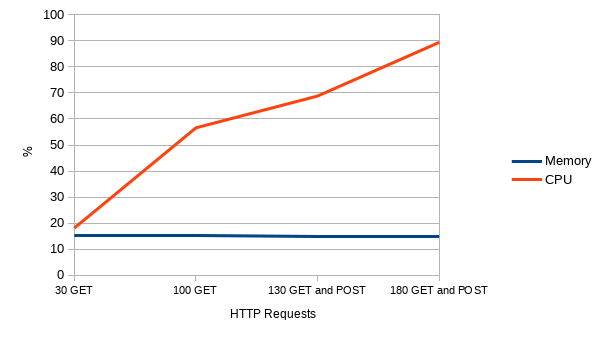 100
90
80
70
60
50
40
30
20
10
0
%
30 GET
100 GET
130 GET and POST
180 GET and POST
HTTP Requests
Memory
CPU